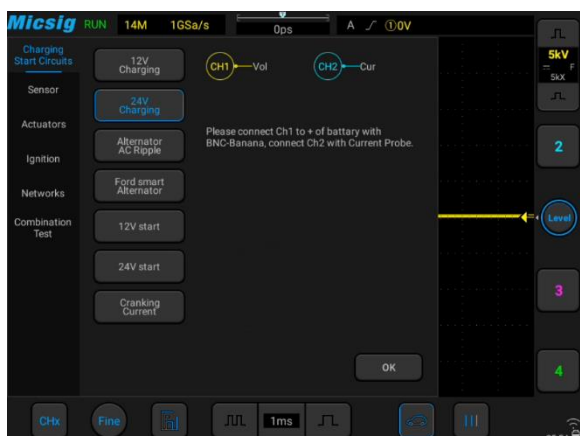 Micsig RUN 14M 1GSa/s 0ps A ①0V
Charging
Start Circuits
Sensor
Actuators
Ignition
Networks
Combination
Test
12V
Charging
24V
Charging
Alternator
AC Ripple
Ford smart
Alternator
12V start
24V start
Cranking
Current
CH1 Vol CH2 Cur
Please connect Ch1 to + of battary with
BNC-Banana, connect Ch2 with Current Probe.
OK
5kV
F
5kX
2
Level
3
4
CHx Fine 1ms